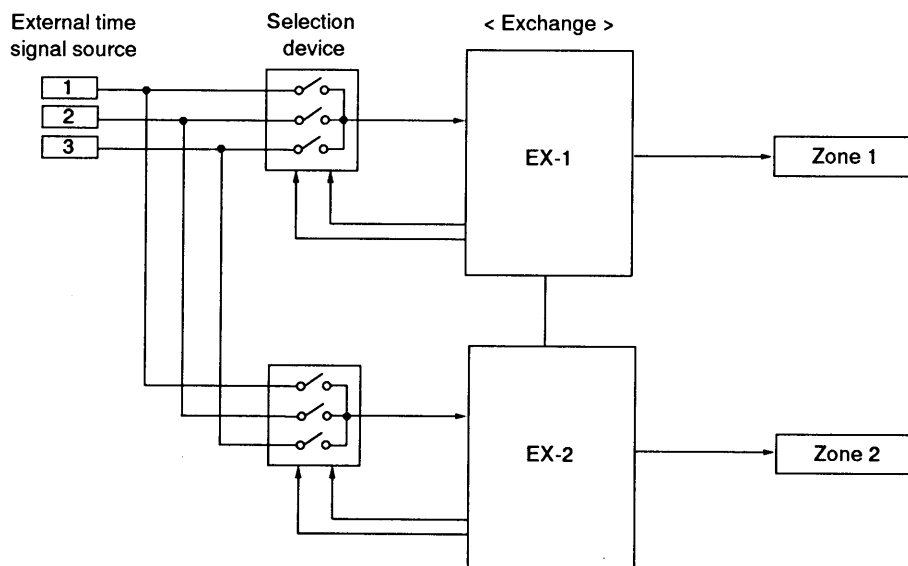 External time
signal source
Selection
device
< Exchange >
1
2
3
EX-1
Zone 1
EX-2
Zone 2